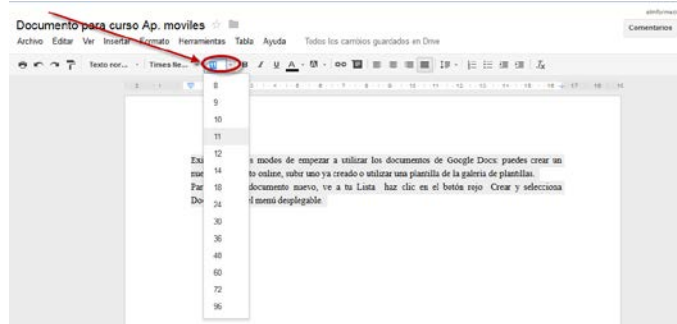 Documento para curso Ap. moviles
Comentarios
Archivo Editar Ver Insertar Formato Herramientas Tabla Ayuda Todos los cambios guardados en Drive
Texto nor... Times Ne... 11 B I U A
8
9
10
11
12
14
18
24
30
36
48
60
72
96
modos de empezar a utilizar los documentos de Google Docs: puedes crear un
online, subir uno ya creado o utilizar una plantilla de la galería de plantillas.
documento nuevo, ve a tu Lista haz clic en el botón rojo Crear y selecciona
el menú desplegable.